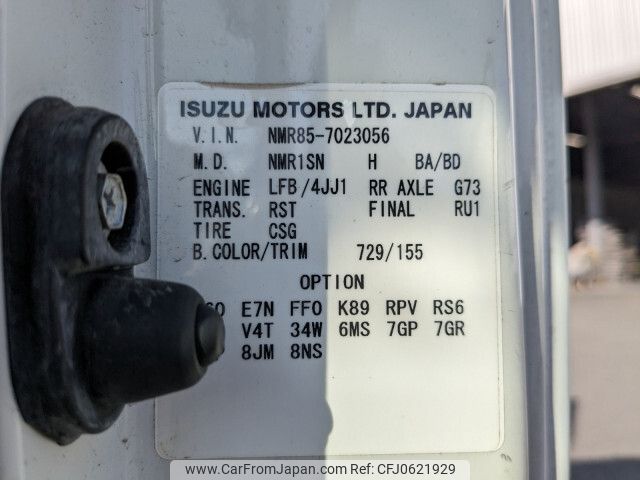 ISUZU MOTORS LTD. JAPAN
V.I.N. NMR85-7023056
M.D. NMR1SN H BA/BD
ENGINE LFB/4JJ1 RR AXLE G73
TRANS. RST FINAL RU1
TIRE CSG
B.COLOR/TRIM 729/155
OPTION
E7N FF0 K89 RPV RS6
V4T 34W 6MS 7GP 7GR
8JM 8NS
www.CarFromJapan.com | © CarFromJapan.com, CFJ0621929